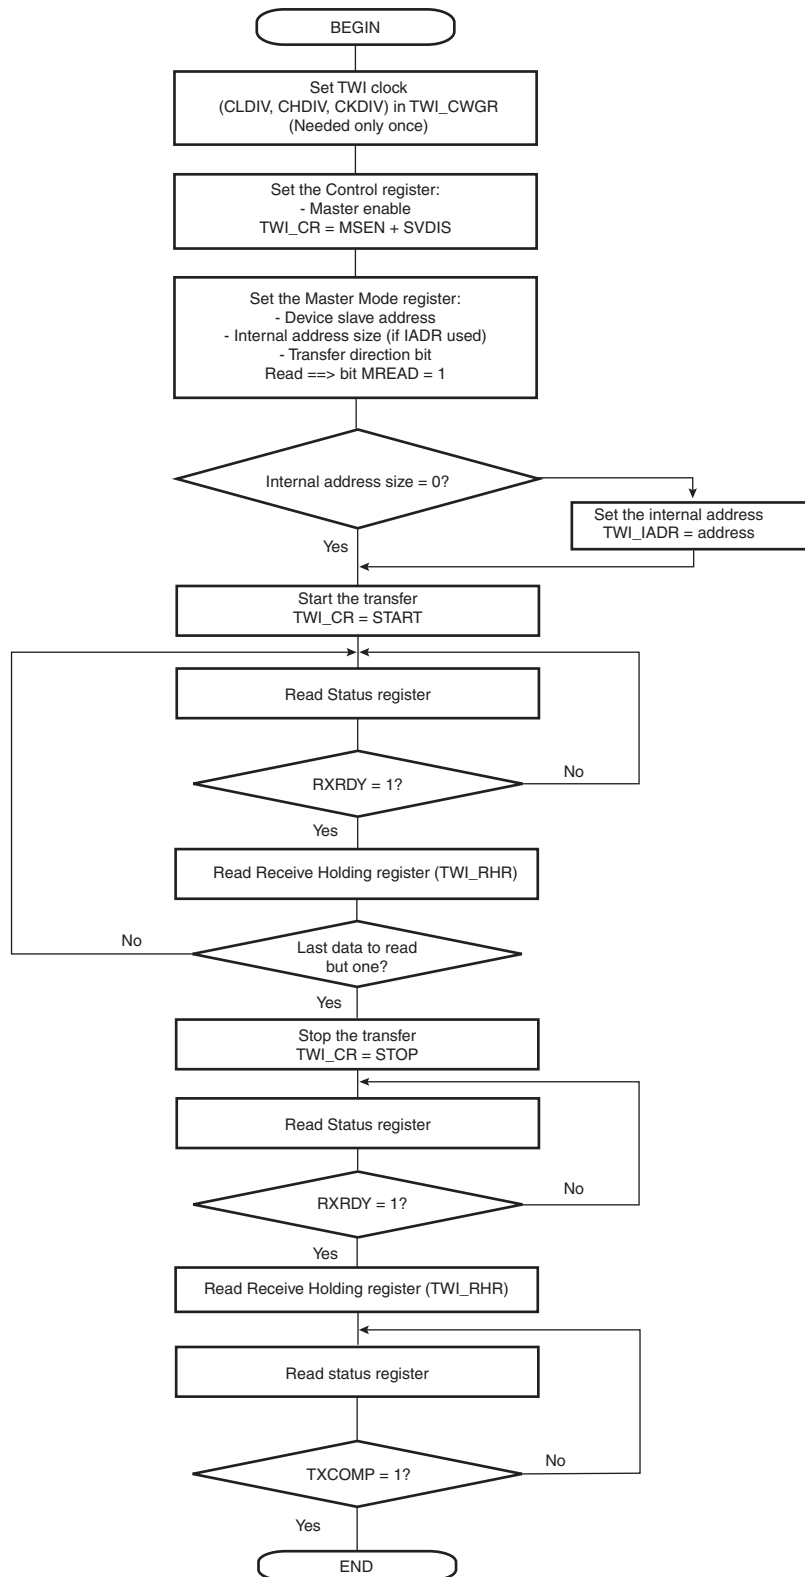 BEGIN
Set TWI clock
(CLDIV, CHDIV, CKDIV) in TWI_CWGR
(Needed only once)
Set the Control register:
- Master enable
TWI_CR = MSEN + SVDIS
Set the Master Mode register:
- Device slave address
- Internal address size (if IADR used)
- Transfer direction bit
Read ==> bit MREAD = 1
Internal address size = 0?
Set the internal address
TWI_IADR = address
Yes
Start the transfer
TWI_CR = START
Read Status register
RXRDY = 1?
No
Yes
Read Receive Holding register (TWI_RHR)
No
Last data to read
but one?
Yes
Stop the transfer
TWI_CR = STOP
Read Status register
RXRDY = 1?
No
Yes
Read Receive Holding register (TWI_RHR)
Read status register
TXCOMP = 1?
No
Yes
END